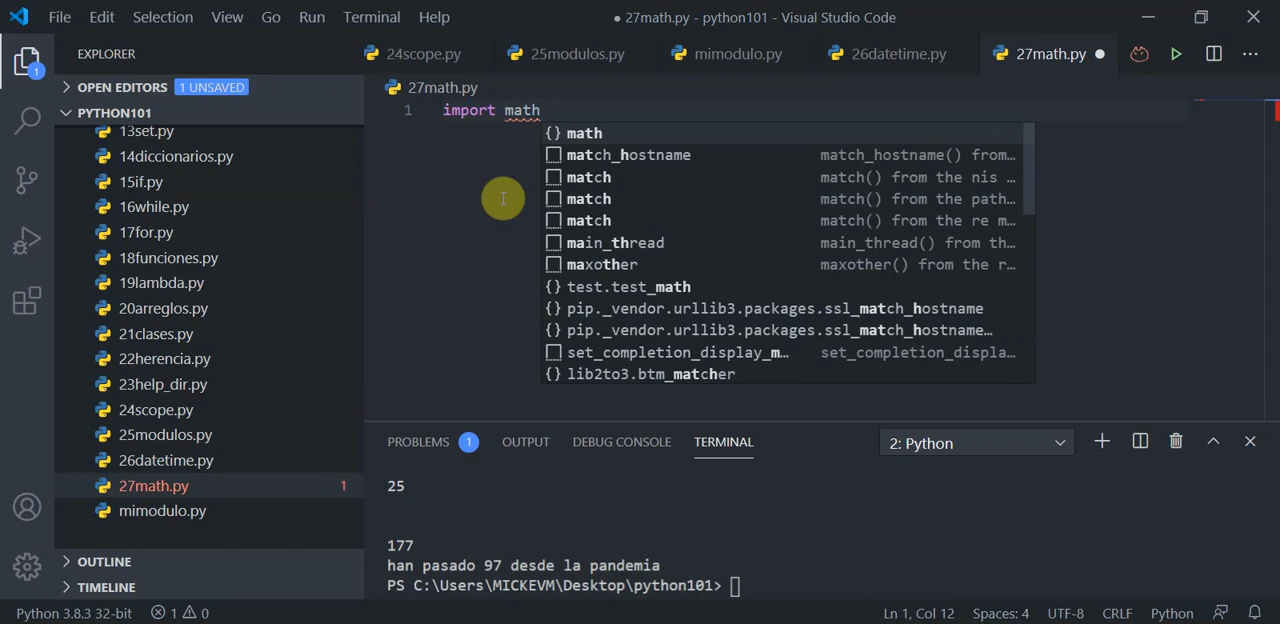 File Edit Selection View Go Run Terminal Help
● 27math.py - python101 - Visual Studio Code
EXPLORER
24scope.py 25modulos.py mimodulo.py 26datetime.py 27math.py ●
OPEN EDITORS 1 UNSAVED
27math.py
PYTHON101
1 import math
13set.py
14diccionarios.py
15if.py
16while.py
17for.py
18funciones.py
19lambda.py
20arreglos.py
21clases.py
22herencia.py
23help_dir.py
24scope.py
25modulos.py
26datetime.py
27math.py 1
mimodulo.py
OUTLINE
TIMELINE
{} math
match_hostname match_hostname() from…
match match() from the nis …
match match() from the path…
match match() from the re m…
main_thread main_thread() from th…
maxother maxother() from the r…
{} test.test_math
{} pip._vendor.urllib3.packages.ssl_match_hostname
{} pip._vendor.urllib3.packages.ssl_match_hostname…
set_completion_display_m… set_completion_displa…
{} lib2to3.btm_matcher
PROBLEMS 1 OUTPUT DEBUG CONSOLE TERMINAL 2: Python
25
177
han pasado 97 desde la pandemia
PS C:\Users\MICKEVM\Desktop\python101>
1
Python 3.8.3 32-bit 1 0 Ln 1, Col 12 Spaces: 4 UTF-8 CRLF Python